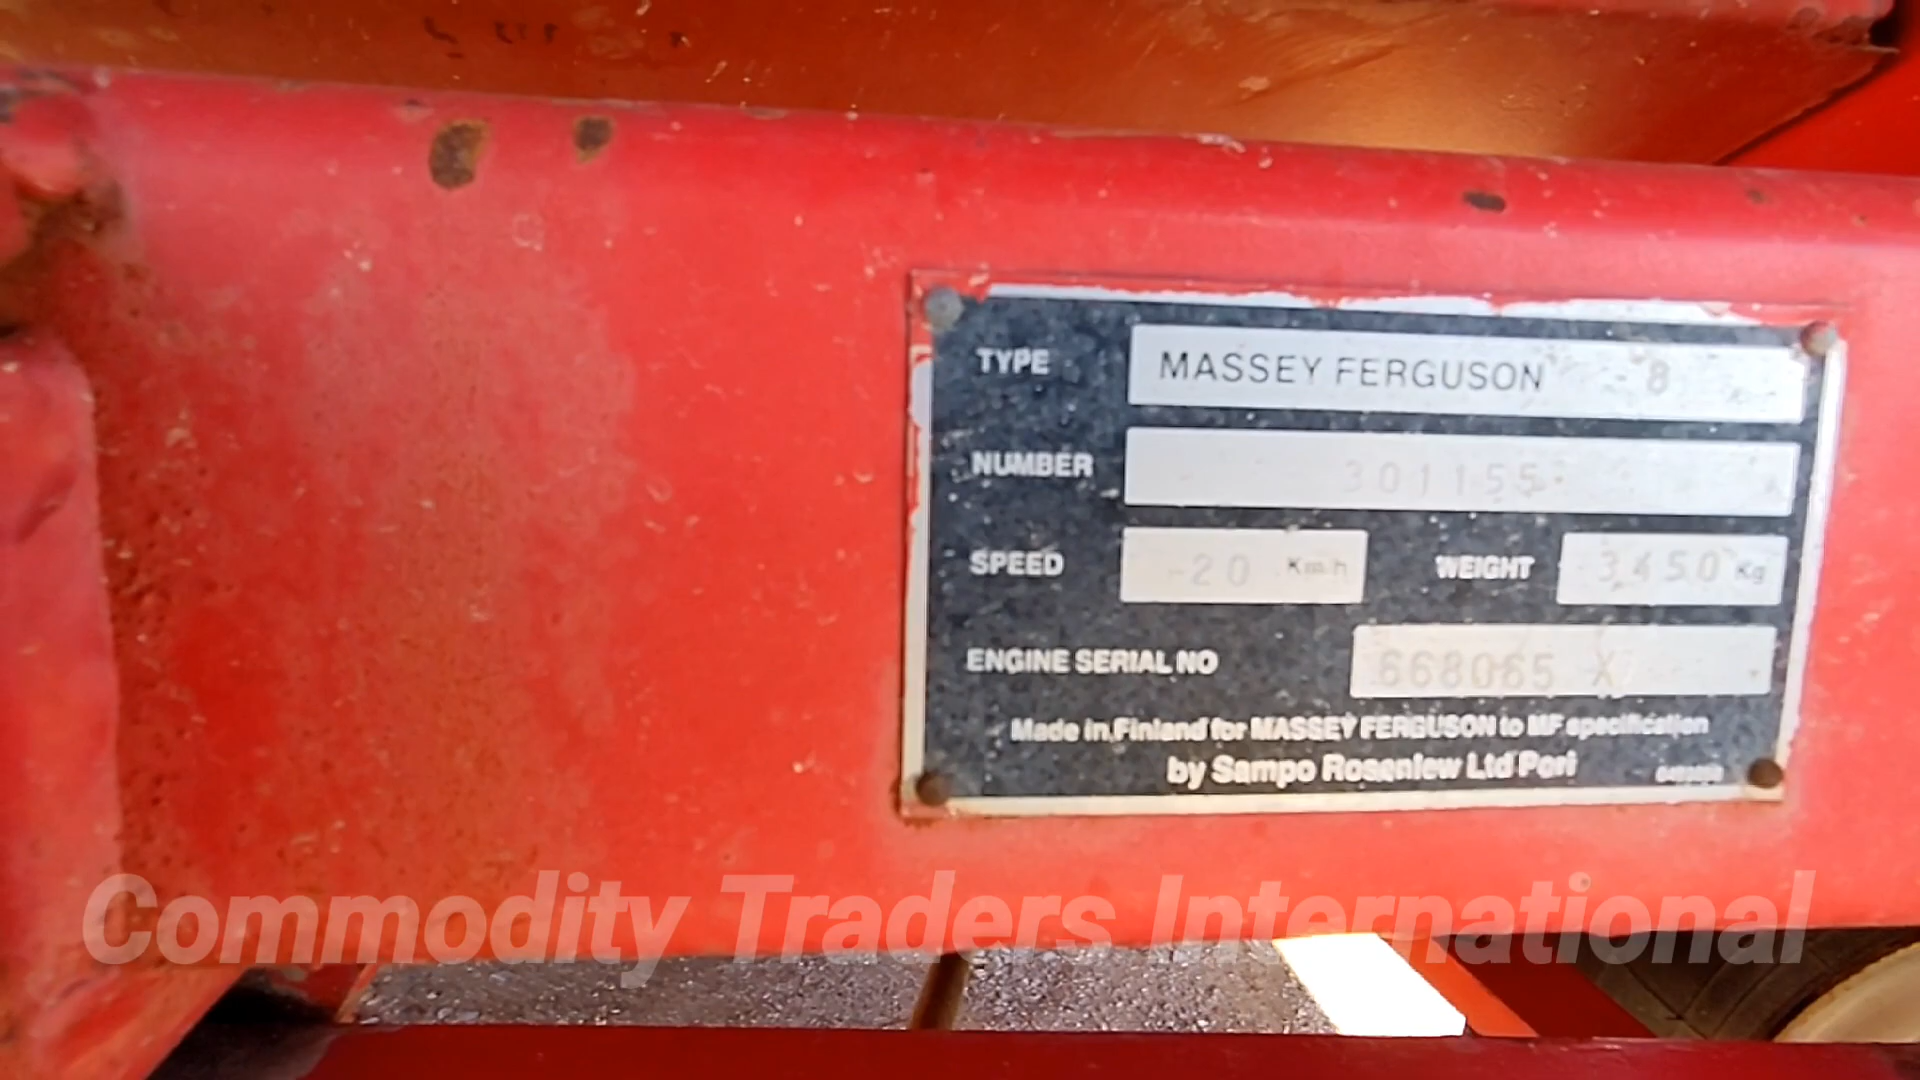 TYPE MASSEY FERGUSON 8
NUMBER 301155
SPEED 20 Km/h WEIGHT 3450 Kg
ENGINE SERIAL NO 668065 X
Made in Finland for MASSEY FERGUSON to MF specification
by Sampo Rosenlew Ltd Pori
Commodity Traders International